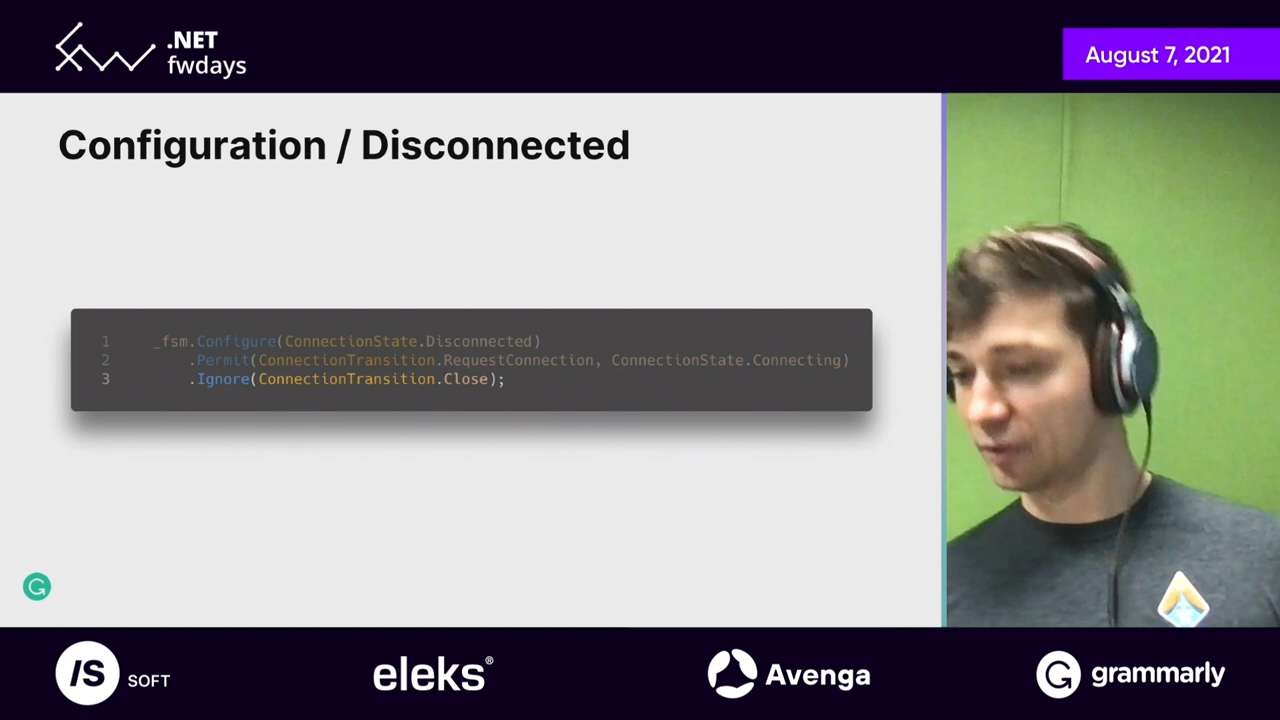 .NET
fwdays
August 7, 2021
Configuration / Disconnected
1 _fsm.Configure(ConnectionState.Disconnected)
2 .Permit(ConnectionTransition.RequestConnection, ConnectionState.Connecting)
3 .Ignore(ConnectionTransition.Close);
IS SOFT
eleks®
Avenga
grammarly